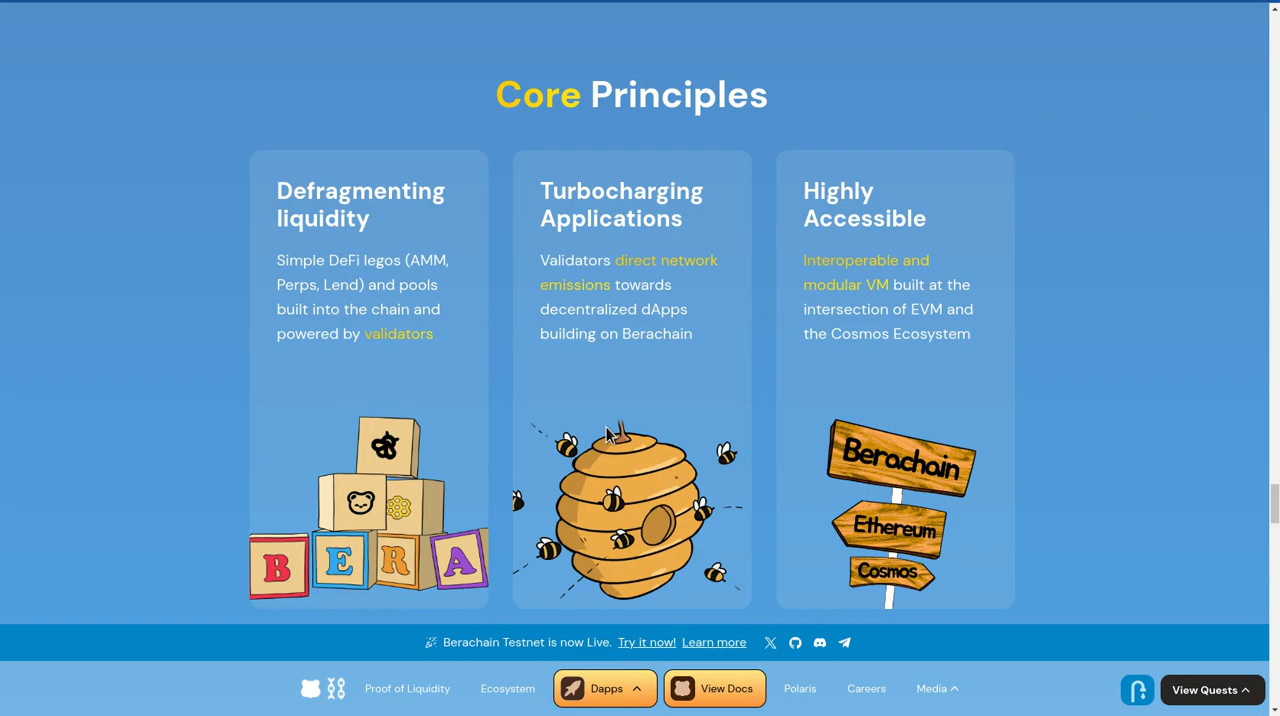 Core Principles
Defragmenting
liquidity
Simple DeFi legos (AMM,
Perps, Lend) and pools
built into the chain and
powered by validators
B E R A
Turbocharging
Applications
Validators direct network
emissions towards
decentralized dApps
building on Berachain
Highly
Accessible
Interoperable and
modular VM built at the
intersection of EVM and
the Cosmos Ecosystem
Berachain
Ethereum
Cosmos
Berachain Testnet is now Live. Try it now! Learn more
Proof of Liquidity Ecosystem Dapps View Docs Polaris Careers Media View Quests